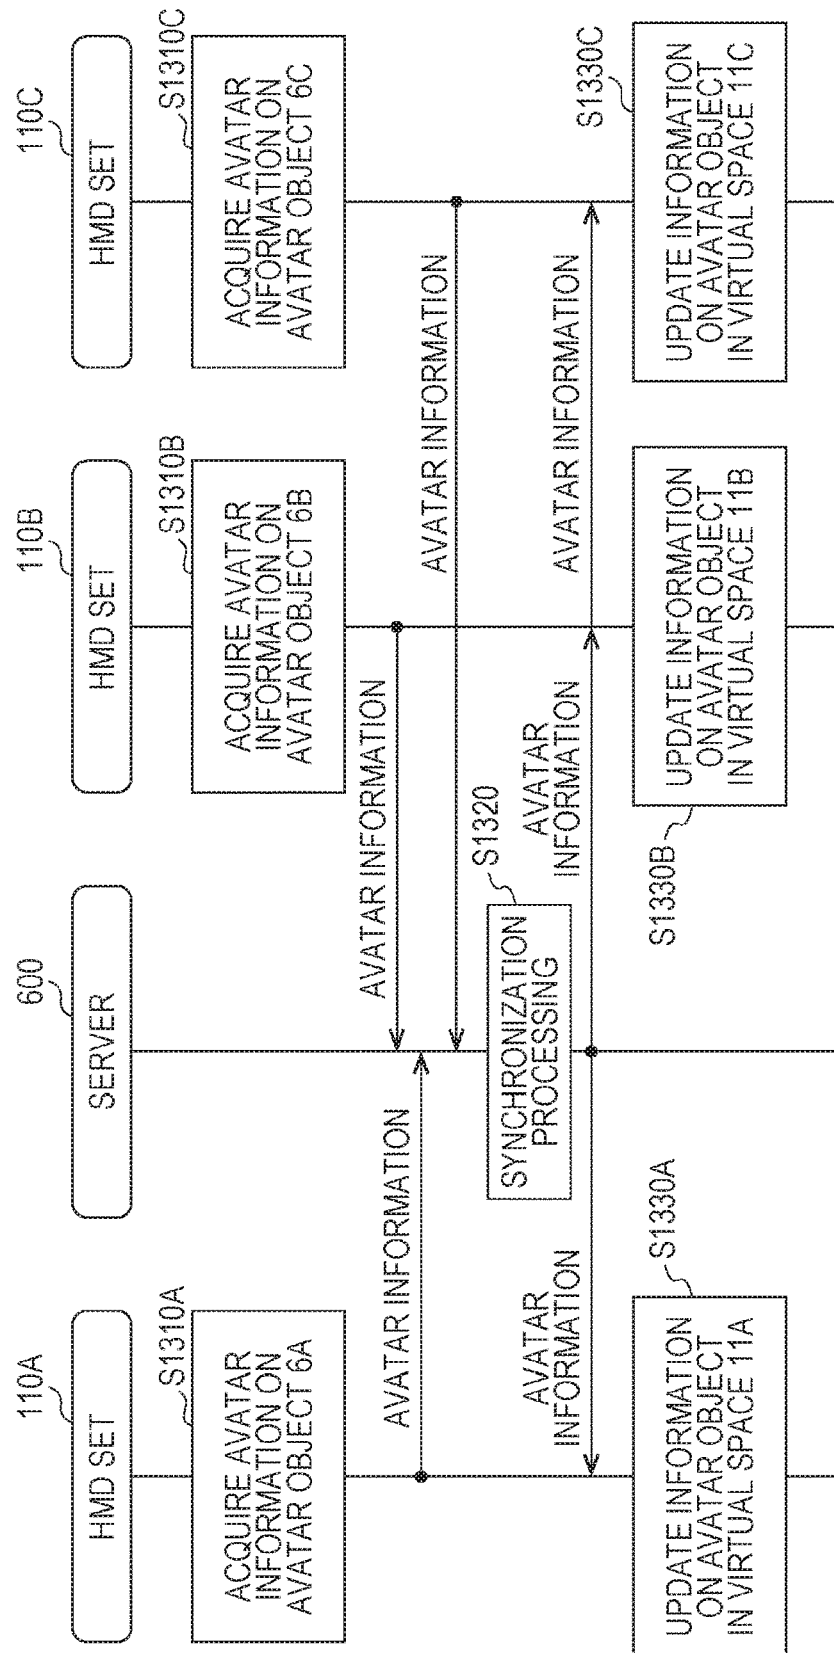 110A
HMD SET
600
SERVER
110B
HMD SET
110C
HMD SET
S1310A
ACQUIRE AVATAR
INFORMATION ON
AVATAR OBJECT 6A
S1310B
ACQUIRE AVATAR
INFORMATION ON
AVATAR OBJECT 6B
S1310C
ACQUIRE AVATAR
INFORMATION ON
AVATAR OBJECT 6C
AVATAR INFORMATION
AVATAR INFORMATION
AVATAR INFORMATION
S1320
SYNCHRONIZATION
PROCESSING
AVATAR
INFORMATION
AVATAR
INFORMATION
AVATAR INFORMATION
S1330A
UPDATE INFORMATION
ON AVATAR OBJECT
IN VIRTUAL SPACE 11A
S1330B
UPDATE INFORMATION
ON AVATAR OBJECT
IN VIRTUAL SPACE 11B
S1330C
UPDATE INFORMATION
ON AVATAR OBJECT
IN VIRTUAL SPACE 11C